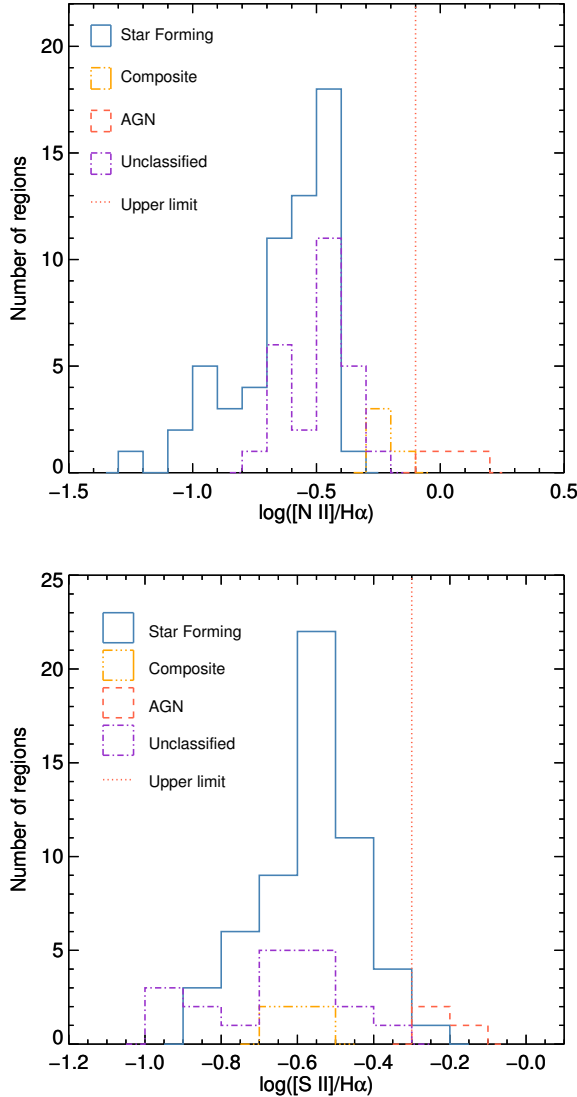 20
15
10
5
0
Number of regions
Star Forming
Composite
AGN
Unclassified
Upper limit
−1.5 −1.0 −0.5 0.0 0.5
log([N II]/Hα)
25
20
15
10
5
0
Number of regions
Star Forming
Composite
AGN
Unclassified
Upper limit
−1.2 −1.0 −0.8 −0.6 −0.4 −0.2 −0.0
log([S II]/Hα)